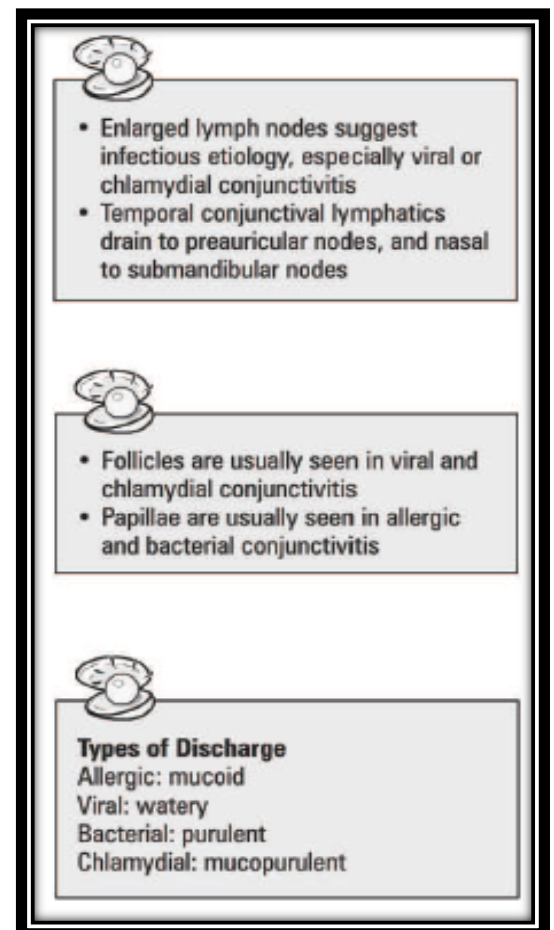 • Enlarged lymph nodes suggest
infectious etiology, especially viral or
chlamydial conjunctivitis
• Temporal conjunctival lymphatics
drain to preauricular nodes, and nasal
to submandibular nodes
• Follicles are usually seen in viral and
chlamydial conjunctivitis
• Papillae are usually seen in allergic
and bacterial conjunctivitis
Types of Discharge
Allergic: mucoid
Viral: watery
Bacterial: purulent
Chlamydial: mucopurulent